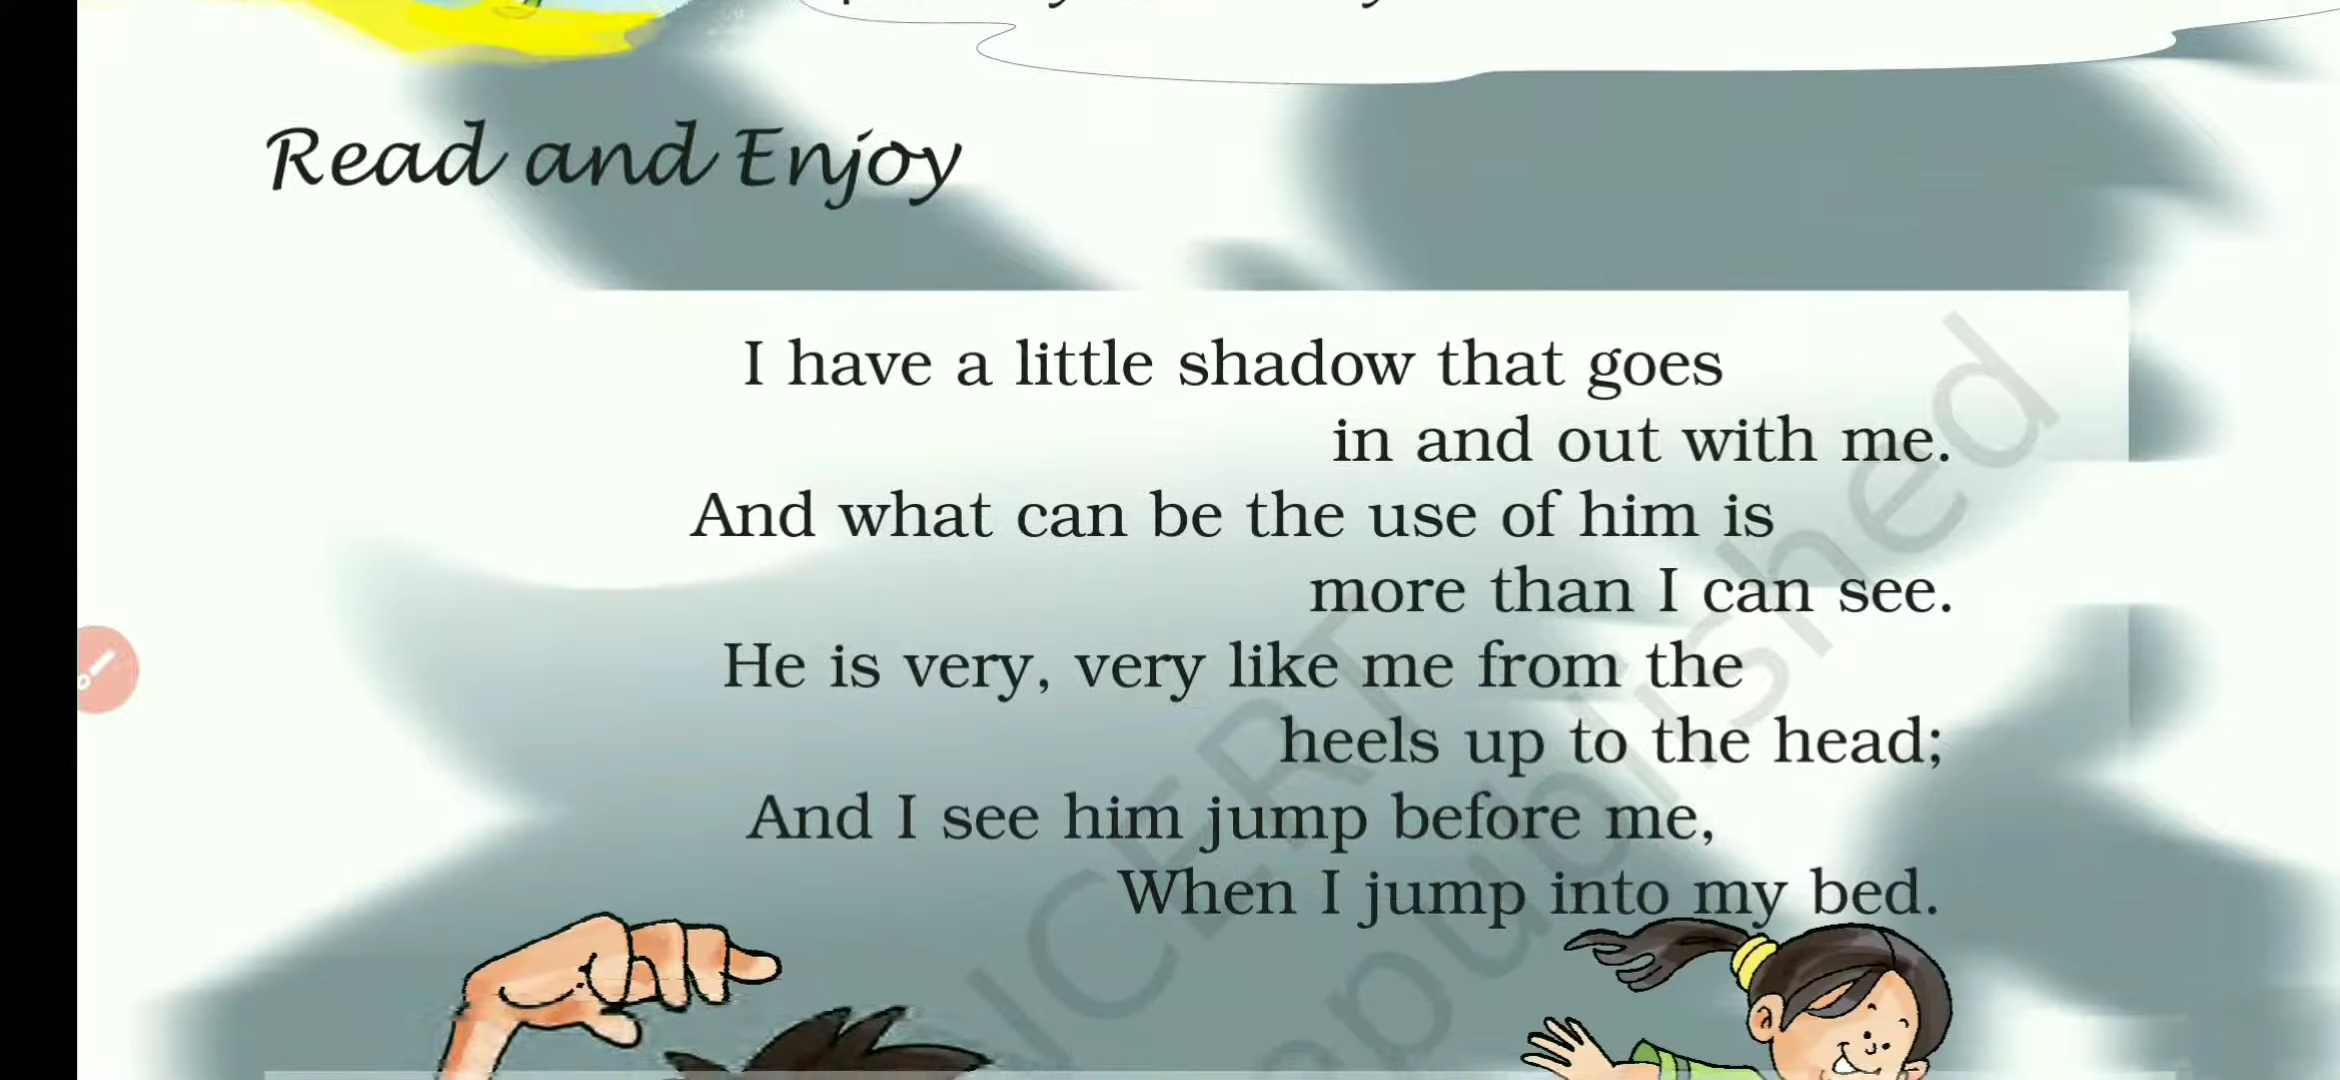 Read and Enjoy
I have a little shadow that goes
in and out with me.
And what can be the use of him is
more than I can see.
He is very, very like me from the
heels up to the head;
And I see him jump before me,
When I jump into my bed.
NCERT
republished